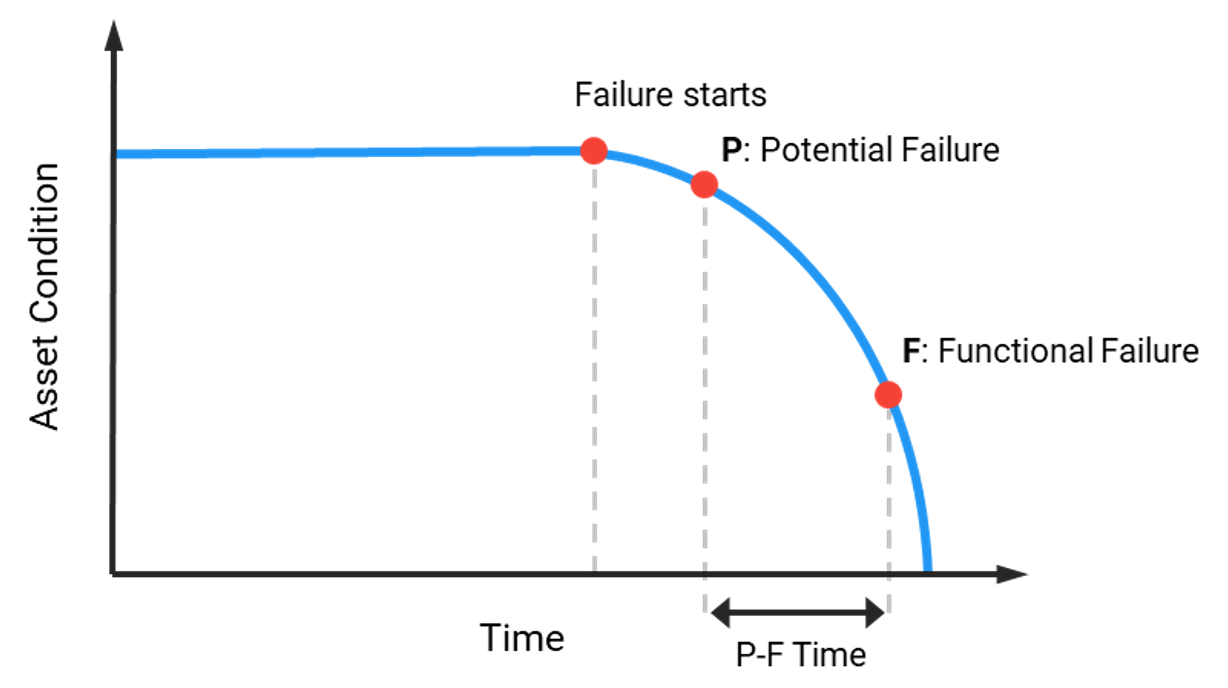 Failure starts
P: Potential Failure
Asset Condition
F: Functional Failure
Time
P-F Time